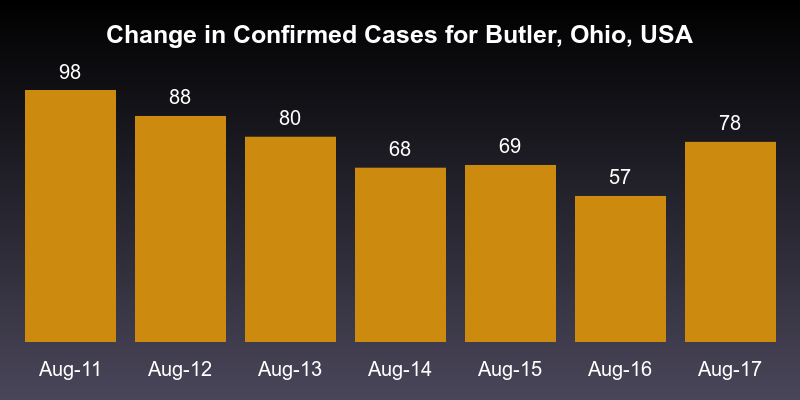 Change in Confirmed Cases for Butler, Ohio, USA
98
88
80
68
69
57
78
Aug-11
Aug-12
Aug-13
Aug-14
Aug-15
Aug-16
Aug-17